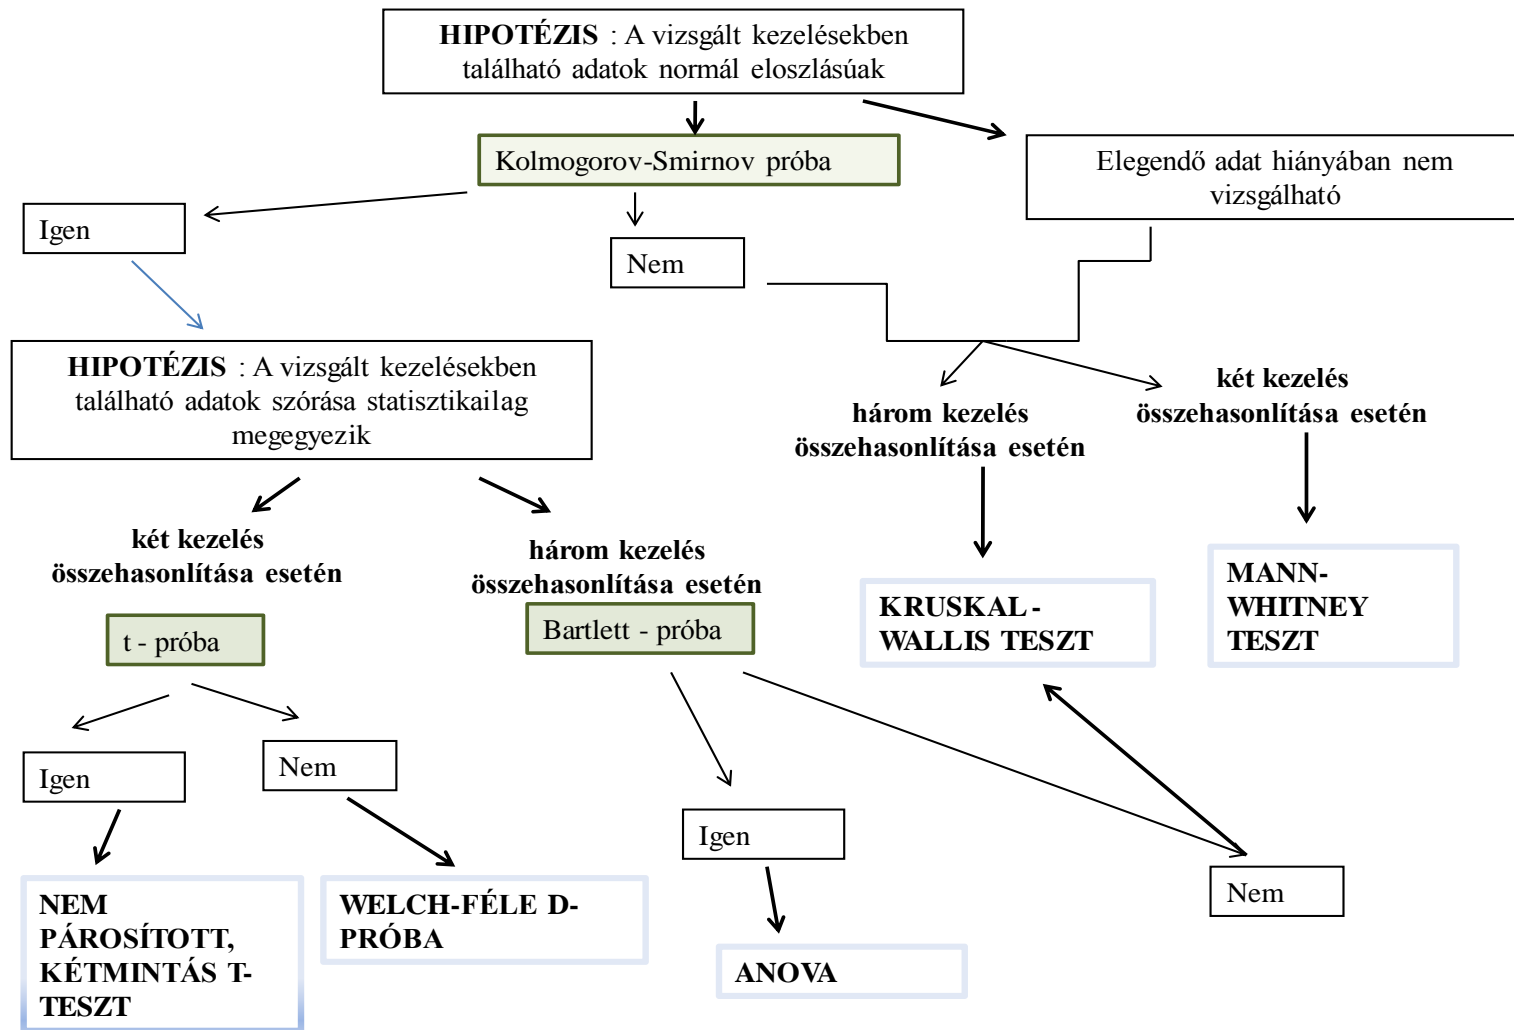 HIPOTÉZIS : A vizsgált kezelésekben
található adatok normál eloszlásúak
Kolmogorov-Smirnov próba
Elegendő adat hiányában nem
vizsgálható
Igen
Nem
HIPOTÉZIS : A vizsgált kezelésekben
található adatok szórása statisztikailag
megegyezik
három kezelés
összehasonlítása esetén
két kezelés
összehasonlítása esetén
két kezelés
összehasonlítása esetén
három kezelés
összehasonlítása esetén
KRUSKAL-
WALLIS TESZT
MANN-
WHITNEY
TESZT
t - próba
Bartlett - próba
Igen
Nem
Igen
Nem
NEM
PÁROSÍTOTT,
KÉTMINTÁS T-
TESZT
WELCH-FÉLE D-
PRÓBA
ANOVA